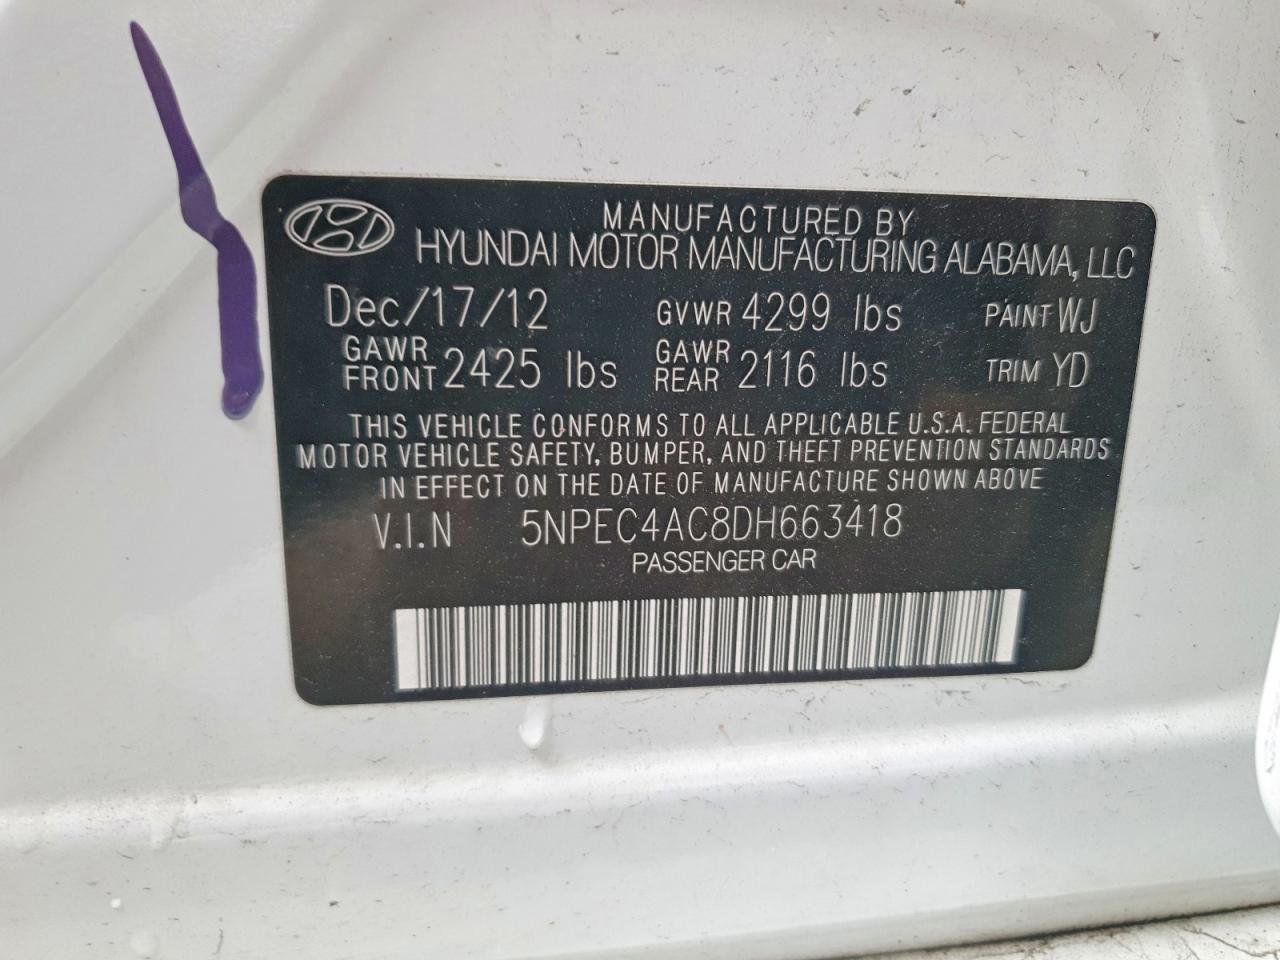 MANUFACTURED BY
HYUNDAI MOTOR MANUFACTURING ALABAMA, LLC
Dec/17/12 GVWR 4299 lbs PAINT WJ
GAWR FRONT 2425 lbs GAWR REAR 2116 lbs TRIM YD
THIS VEHICLE CONFORMS TO ALL APPLICABLE U.S.A. FEDERAL
MOTOR VEHICLE SAFETY, BUMPER, AND THEFT PREVENTION STANDARDS
IN EFFECT ON THE DATE OF MANUFACTURE SHOWN ABOVE
V.I.N 5NPEC4AC8DH663418
PASSENGER CAR